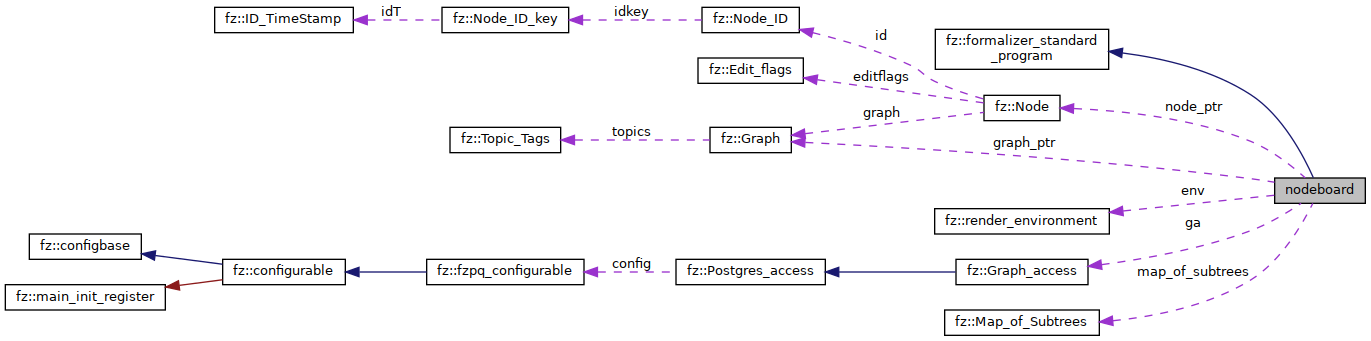 fz::ID_TimeStamp
idT
fz::Node_ID_key
idkey
fz::Node_ID
id
fz::formalizer_standard
_program
fz::Edit_flags
editflags
fz::Node
node_ptr
graph
fz::Topic_Tags
topics
fz::Graph
graph_ptr
nodeboard
env
fz::render_environment
ga
fz::configbase
fz::configurable
fz::fzpq_configurable
config
fz::Postgres_access
fz::Graph_access
map_of_subtrees
fz::main_init_register
fz::Map_of_Subtrees